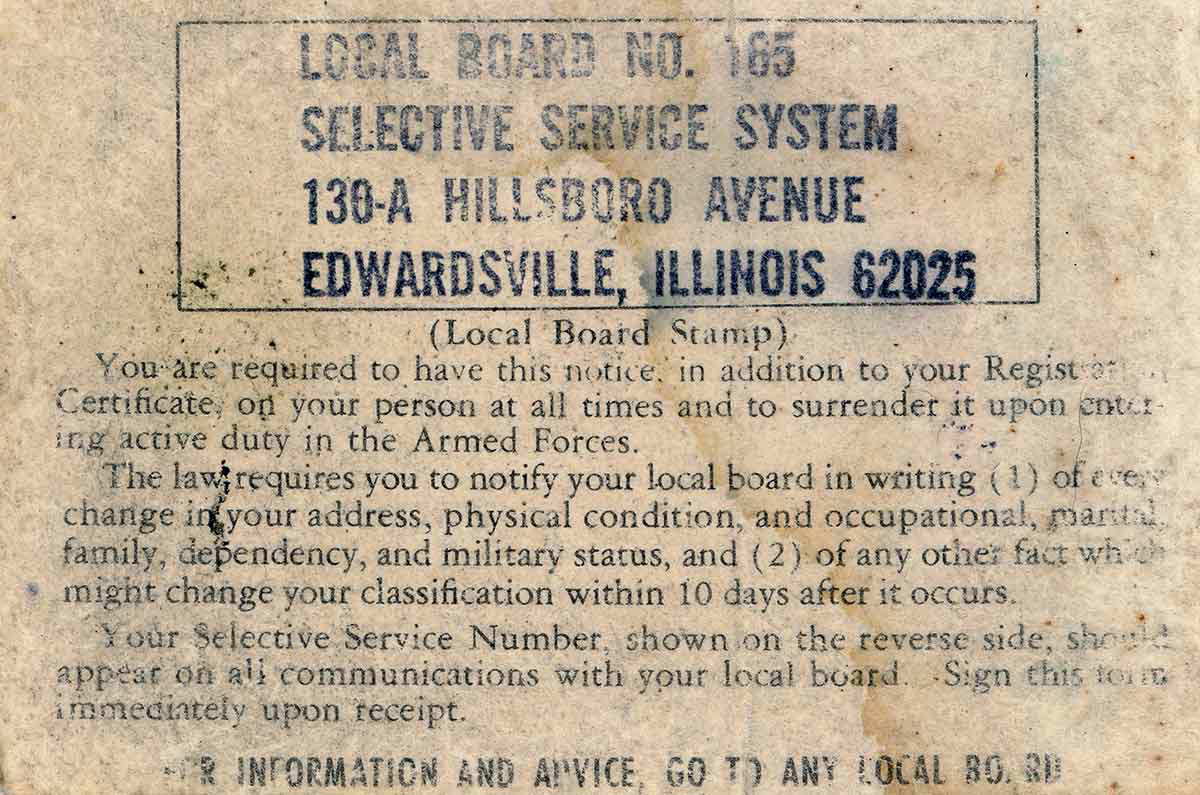 LOCAL BOARD NO. 165
SELECTIVE SERVICE SYSTEM
130-A HILLSBORO AVENUE
EDWARDSVILLE, ILLINOIS 62025
(Local Board Stamp)
You are required to have this notice, in addition to your Registration
Certificate, on your person at all times and to surrender it upon enter-
ing active duty in the Armed Forces.
The law requires you to notify your local board in writing (1) of every
change in your address, physical condition, and occupational, marital,
family, dependency, and military status, and (2) of any other fact which
might change your classification within 10 days after it occurs.
Your Selective Service Number, shown on the reverse side, should
appear on all communications with your local board. Sign this form
immediately upon receipt.
FOR INFORMATION AND ADVICE, GO TO ANY LOCAL BOARD